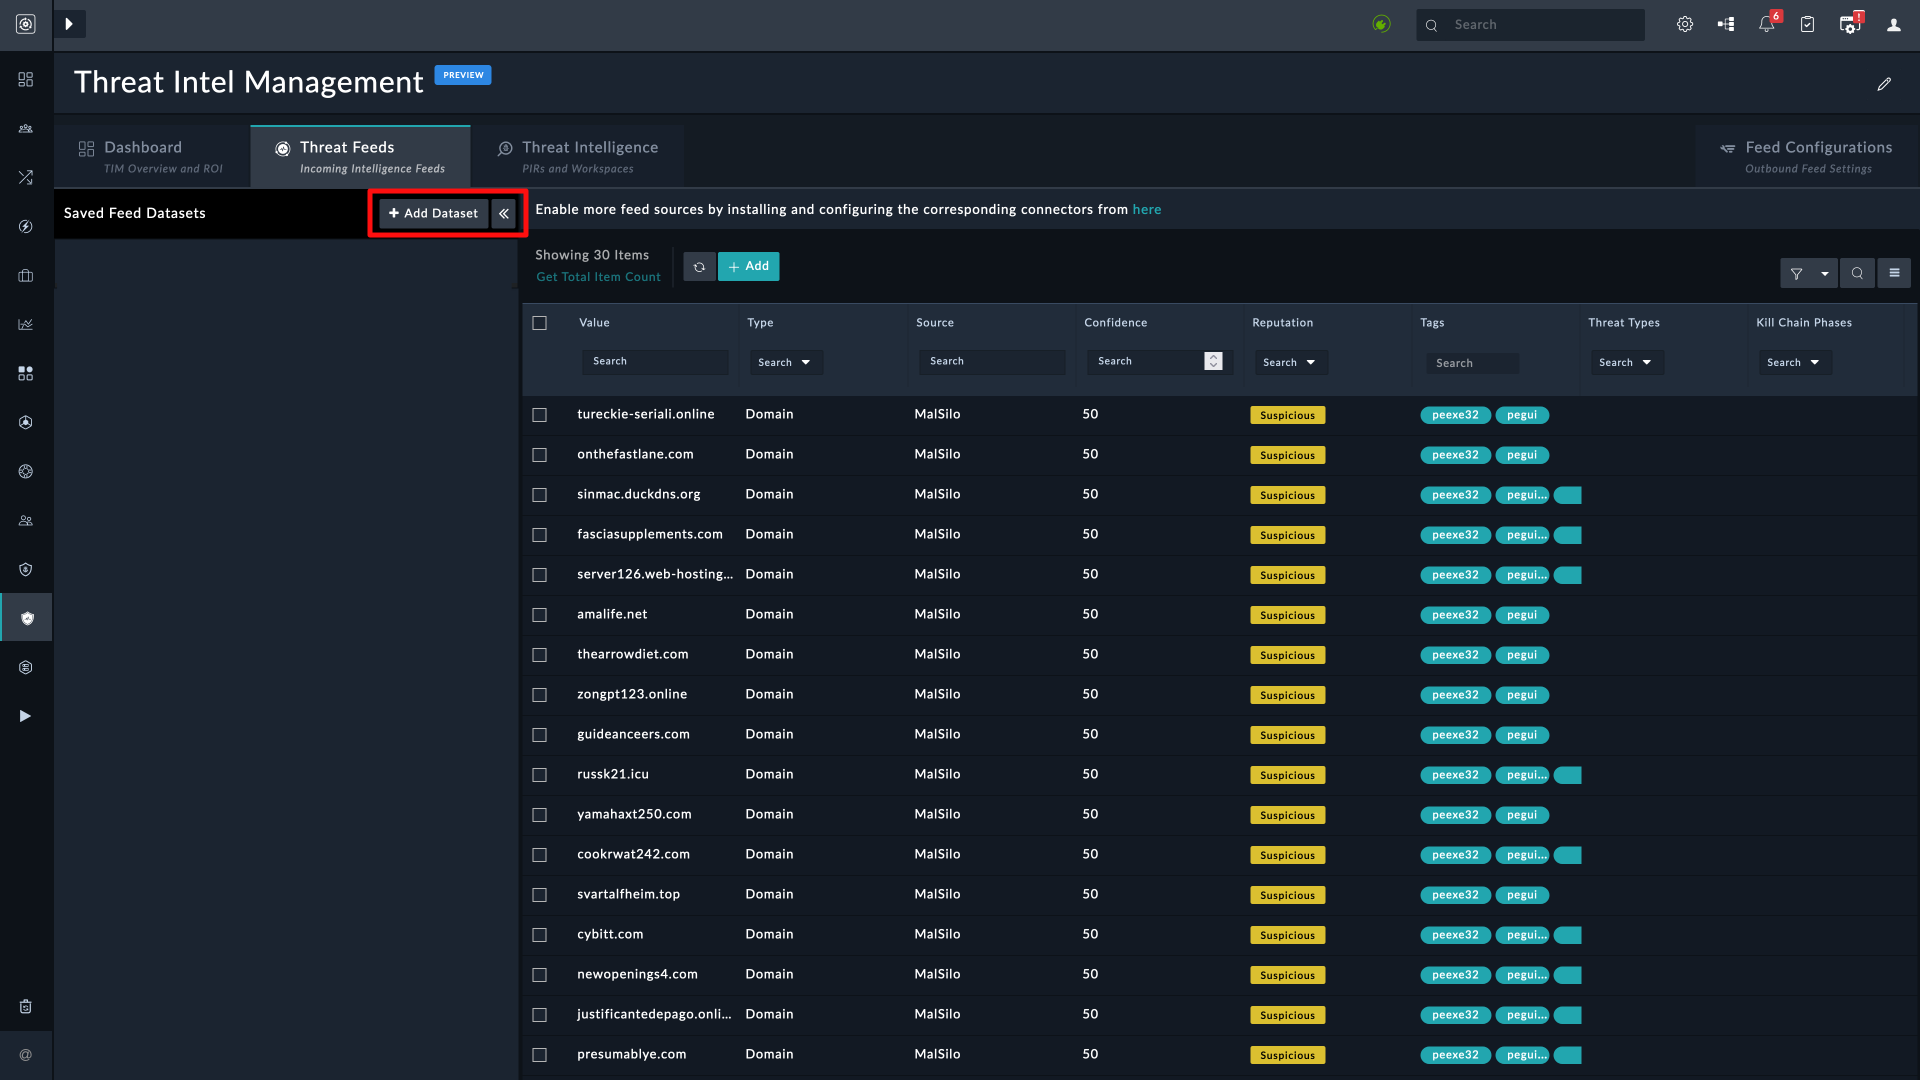 Search
6
!
Threat Intel Management
PREVIEW
Dashboard
TIM Overview and ROI
Threat Feeds
Incoming Intelligence Feeds
Threat Intelligence
PIRs and Workspaces
Feed Configurations
Outbound Feed Settings
Saved Feed Datasets
+ Add Dataset
Enable more feed sources by installing and configuring the corresponding connectors from here
Showing 30 Items
Get Total Item Count
+ Add
Value Type Source Confidence Reputation Tags Threat Types Kill Chain Phases
Search Search Search Search Search Search Search Search
tureckie-seriali.online Domain MalSilo 50 Suspicious peexe32 pegui
onthefastlane.com Domain MalSilo 50 Suspicious peexe32 pegui
sinmac.duckdns.org Domain MalSilo 50 Suspicious peexe32 pegui...
fasciasupplements.com Domain MalSilo 50 Suspicious peexe32 pegui...
server126.web-hosting... Domain MalSilo 50 Suspicious peexe32 pegui...
amalife.net Domain MalSilo 50 Suspicious peexe32 pegui
thearrowdiet.com Domain MalSilo 50 Suspicious peexe32 pegui
zongpt123.online Domain MalSilo 50 Suspicious peexe32 pegui
guideanceers.com Domain MalSilo 50 Suspicious peexe32 pegui
russk21.icu Domain MalSilo 50 Suspicious peexe32 pegui...
yamahaxt250.com Domain MalSilo 50 Suspicious peexe32 pegui
cookrwat242.com Domain MalSilo 50 Suspicious peexe32 pegui...
svartalfheim.top Domain MalSilo 50 Suspicious peexe32 pegui
cybitt.com Domain MalSilo 50 Suspicious peexe32 pegui...
newopenings4.com Domain MalSilo 50 Suspicious peexe32 pegui...
justificantedepago.onli... Domain MalSilo 50 Suspicious peexe32 pegui...
presumablye.com Domain MalSilo 50 Suspicious peexe32 pegui...
@